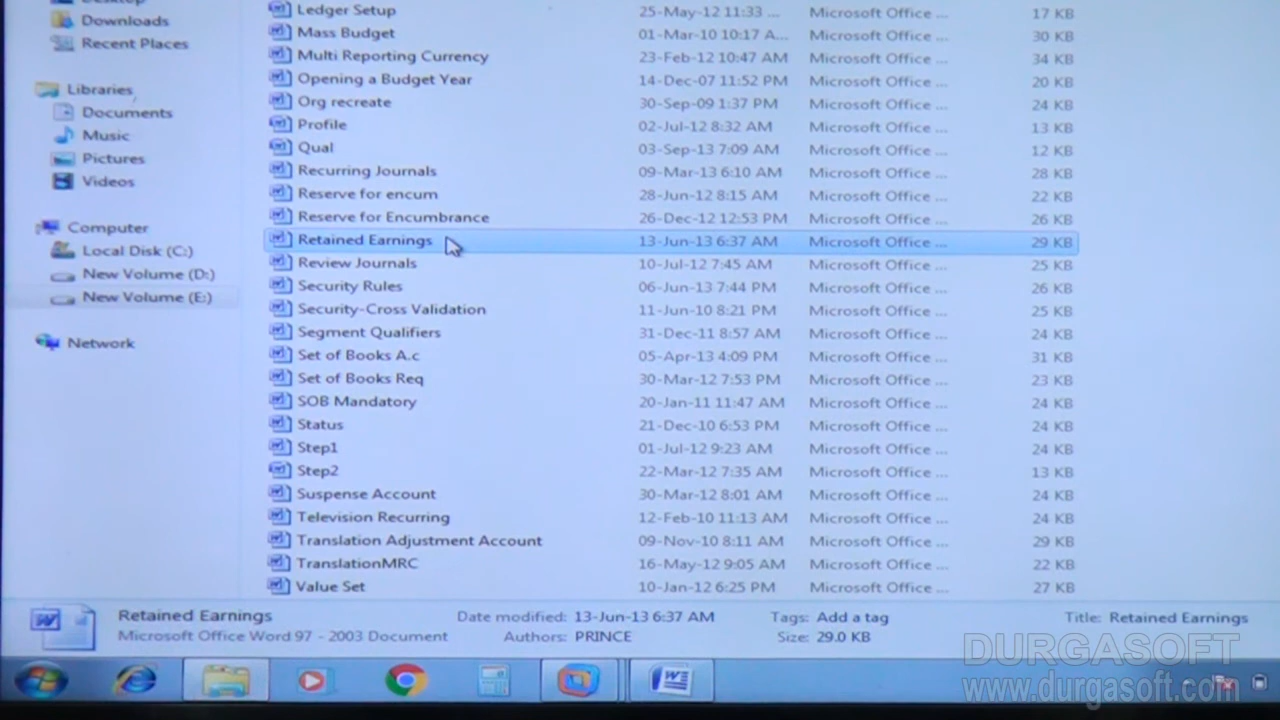 Desktop
Downloads
Recent Places
Libraries
Documents
Music
Pictures
Videos
Computer
Local Disk (C:)
New Volume (D:)
New Volume (E:)
Network
Ledger Setup 25-May-12 11:33 ... Microsoft Office ... 17 KB
Mass Budget 01-Mar-10 10:17 A... Microsoft Office ... 30 KB
Multi Reporting Currency 23-Feb-12 10:47 AM Microsoft Office ... 34 KB
Opening a Budget Year 14-Dec-07 11:52 PM Microsoft Office ... 20 KB
Org recreate 30-Sep-09 1:37 PM Microsoft Office ... 24 KB
Profile 02-Jul-12 8:32 AM Microsoft Office ... 13 KB
Qual 03-Sep-13 7:09 AM Microsoft Office ... 12 KB
Recurring Journals 09-Mar-13 6:10 AM Microsoft Office ... 28 KB
Reserve for encum 28-Jun-12 8:15 AM Microsoft Office ... 22 KB
Reserve for Encumbrance 26-Dec-12 12:53 PM Microsoft Office ... 26 KB
Retained Earnings 13-Jun-13 6:37 AM Microsoft Office ... 29 KB
Review Journals 10-Jul-12 7:45 AM Microsoft Office ... 25 KB
Security Rules 06-Jun-13 7:44 PM Microsoft Office ... 26 KB
Security-Cross Validation 11-Jun-10 8:21 PM Microsoft Office ... 25 KB
Segment Qualifiers 31-Dec-11 8:57 AM Microsoft Office ... 24 KB
Set of Books A.c 05-Apr-13 4:09 PM Microsoft Office ... 31 KB
Set of Books Req 30-Mar-12 7:53 PM Microsoft Office ... 23 KB
SOB Mandatory 20-Jan-11 11:47 AM Microsoft Office ... 24 KB
Status 21-Dec-10 6:53 PM Microsoft Office ... 24 KB
Step1 01-Jul-12 9:23 AM Microsoft Office ... 24 KB
Step2 22-Mar-12 7:35 AM Microsoft Office ... 13 KB
Suspense Account 30-Mar-12 8:01 AM Microsoft Office ... 24 KB
Television Recurring 12-Feb-10 11:13 AM Microsoft Office ... 24 KB
Translation Adjustment Account 09-Nov-10 8:11 AM Microsoft Office ... 29 KB
TranslationMRC 16-May-12 9:05 AM Microsoft Office ... 22 KB
Value Set 10-Jan-12 6:25 PM Microsoft Office ... 27 KB
Retained Earnings Date modified: 13-Jun-13 6:37 AM Tags: Add a tag Title: Retained Earnings
Microsoft Office Word 97 - 2003 Document Authors: PRINCE Size: 29.0 KB
DURGASOFT
www.durgasoft.com